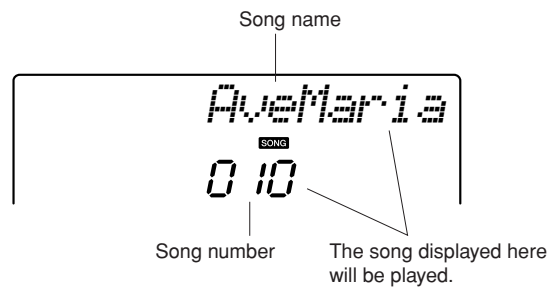 Song name
AveMaria
SONG
010
Song number
The song displayed here
will be played.